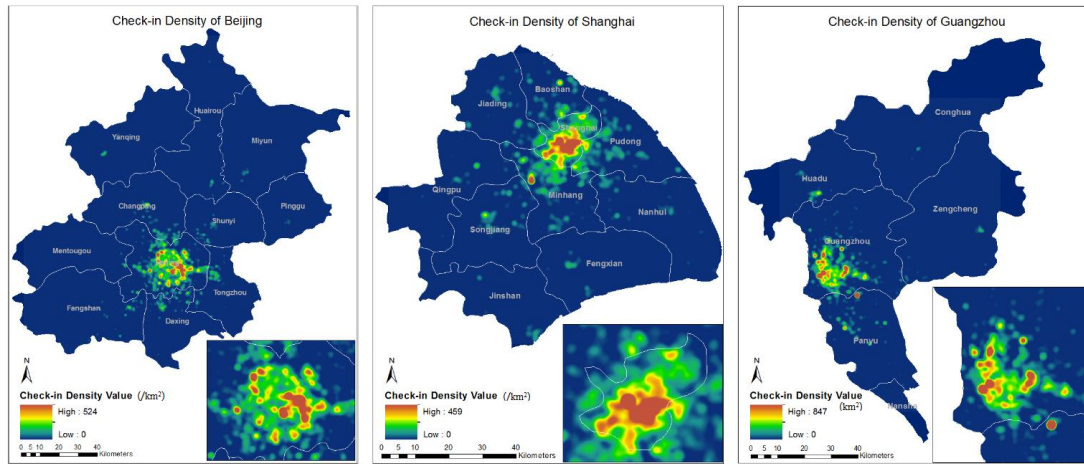 Check-in Density of Beijing
Huairou
Yanqing
Miyun
Changping
Shunyi
Pinggu
Mentougou
Tongzhou
Fangshan
Daxing
N
Check-in Density Value (/km²)
High : 524
Low : 0
0 5 10 20 30 40
Kilometers
Check-in Density of Shanghai
Baoshan
Jiading
Shanghai
Pudong
Qingpu
Minhang
Nanhui
Songjiang
Fengxian
Jinshan
N
Check-in Density Value (/km²)
High : 459
Low : 0
0 5 10 20 30 40
Kilometers
Check-in Density of Guangzhou
Conghua
Huadu
Zengcheng
Guangzhou
Panyu
Nansha
N
Check-in Density Value
(km²)
High : 847
Low : 0
0 5 10 20 30 40
Kilometers